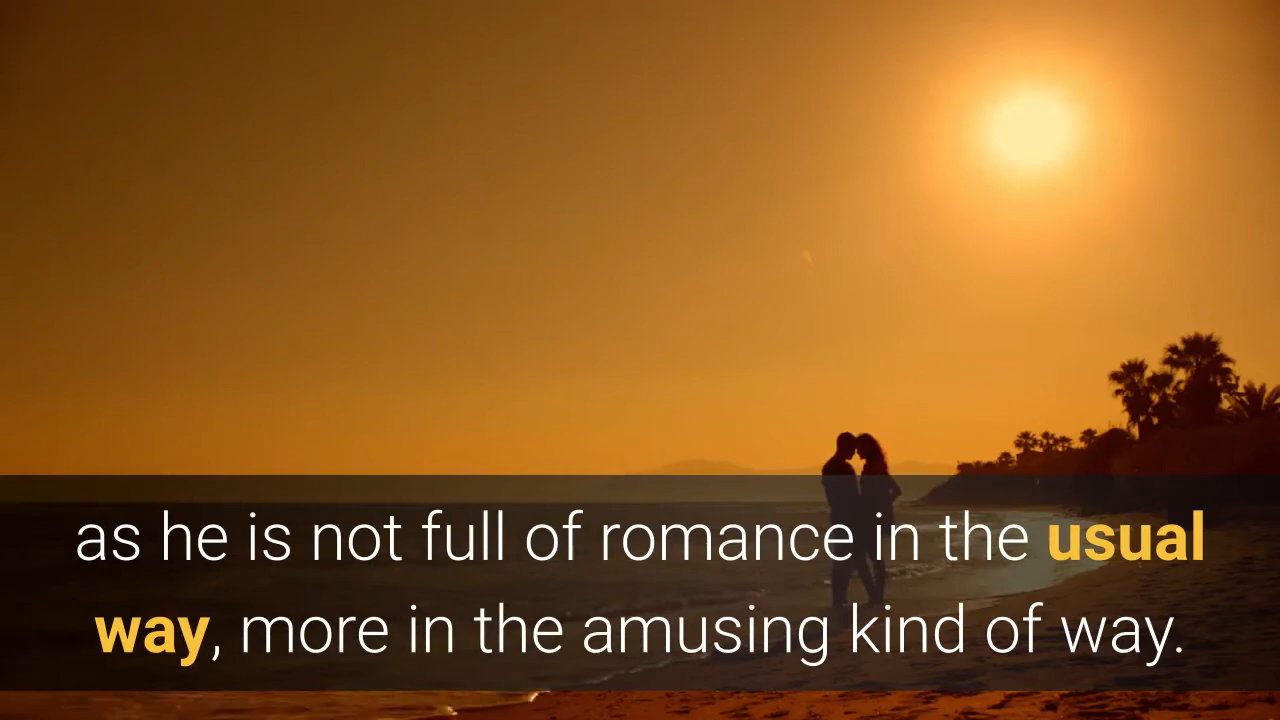 as he is not full of romance in the usual
way, more in the amusing kind of way.